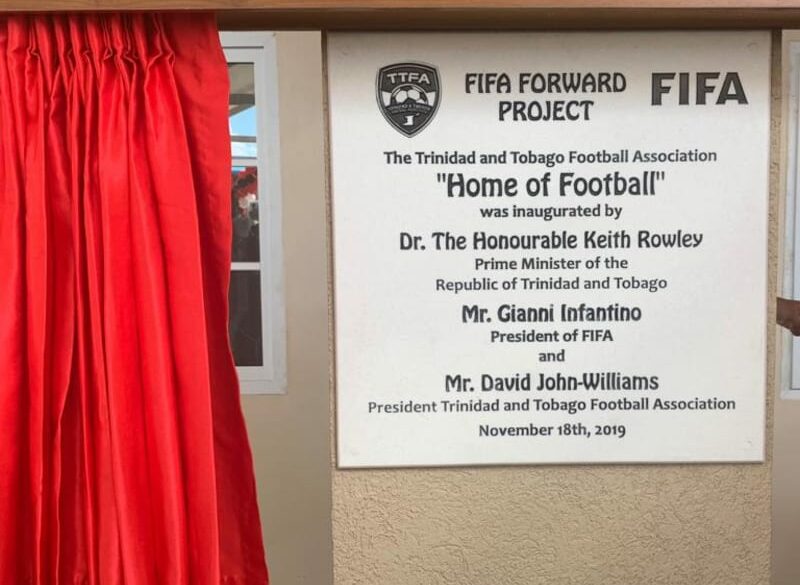 TTFA
FIFA FORWARD
PROJECT
FIFA
The Trinidad and Tobago Football Association
"Home of Football"
was inaugurated by
Dr. The Honourable Keith Rowley
Prime Minister of the
Republic of Trinidad and Tobago
Mr. Gianni Infantino
President of FIFA
and
Mr. David John-Williams
President Trinidad and Tobago Football Association
November 18th, 2019